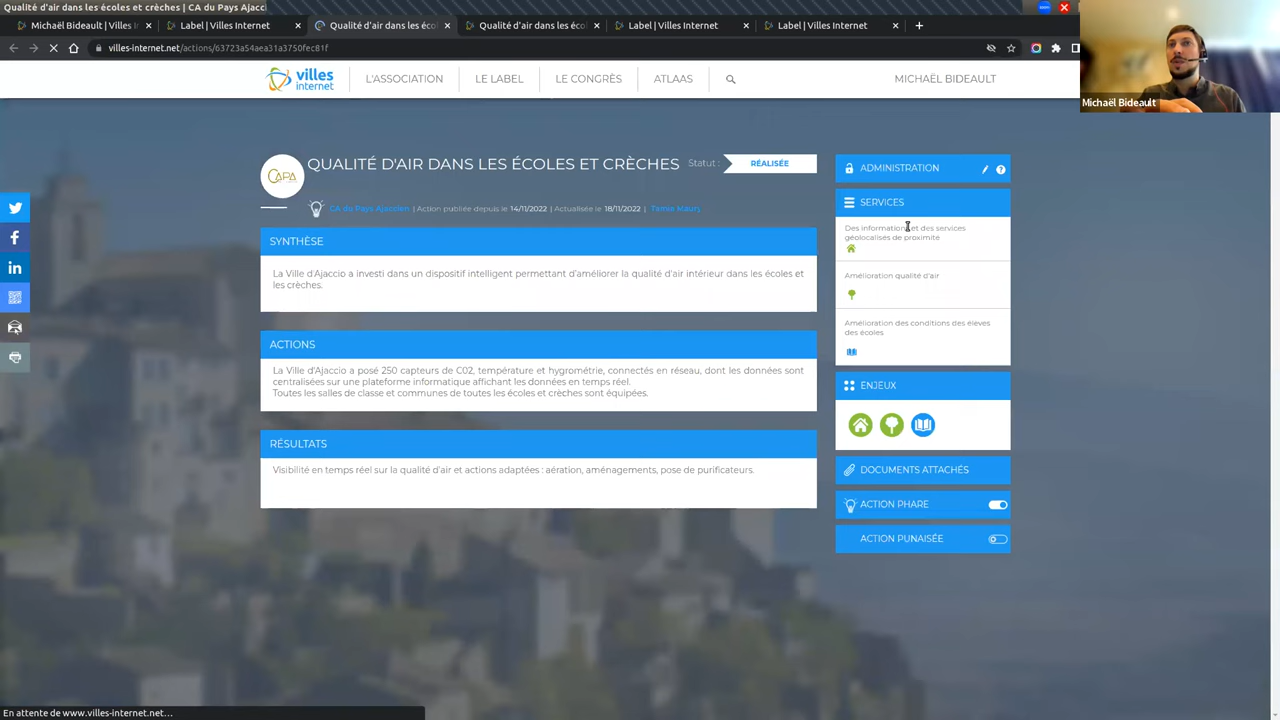 Qualité d'air dans les écoles et crèches | CA du Pays Ajacci
Michaël Bideault | Villes In
Label | Villes Internet
Qualité d'air dans les éco
Qualité d'air dans les éco
Label | Villes Internet
Label | Villes Internet
villes-internet.net/actions/63723a54aea31a3750fec81f
villes internet
L'ASSOCIATION
LE LABEL
LE CONGRÈS
ATLAAS
MICHAËL BIDEAULT
Michaël Bideault
CAPA
QUALITÉ D'AIR DANS LES ÉCOLES ET CRÈCHES
Statut :
RÉALISÉE
CA du Pays Ajaccien | Action publiée depuis le 14/11/2022 | Actualisée le 18/11/2022 |
SYNTHÈSE
La Ville d'Ajaccio a investi dans un dispositif intelligent permettant d'améliorer la qualité d'air intérieur dans les écoles et
les crèches.
ACTIONS
La Ville d'Ajaccio a posé 250 capteurs de C02, température et hygrométrie, connectés en réseau, dont les données sont
centralisées sur une plateforme informatique affichant les données en temps réel.
Toutes les salles de classe et communes de toutes les écoles et crèches sont équipées.
RÉSULTATS
Visibilité en temps réel sur la qualité d'air et actions adaptées : aération, aménagements, pose de purificateurs.
ADMINISTRATION
SERVICES
Des informations et des services
géolocalisés de proximité
Amélioration qualité d'air
Amélioration des conditions des élèves
des écoles
ENJEUX
DOCUMENTS ATTACHÉS
ACTION PHARE
ACTION PUNAISÉE
En attente de www.villes-internet.net…